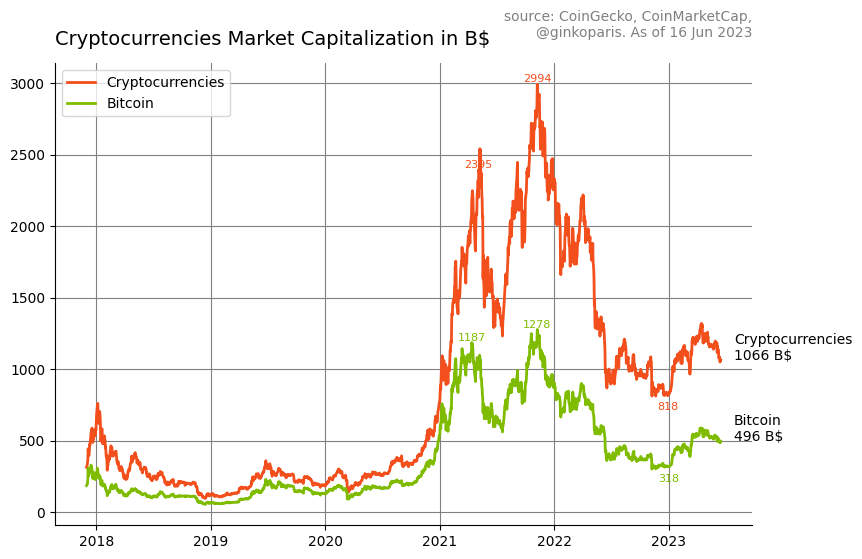 source: CoinGecko, CoinMarketCap,
@ginkoparis. As of 16 Jun 2023
Cryptocurrencies Market Capitalization in B$
Cryptocurrencies
Bitcoin
3000
2500
2000
1500
1000
500
0
2994
2395
1278
1187
818
318
Cryptocurrencies
1066 B$
Bitcoin
496 B$
2018 2019 2020 2021 2022 2023